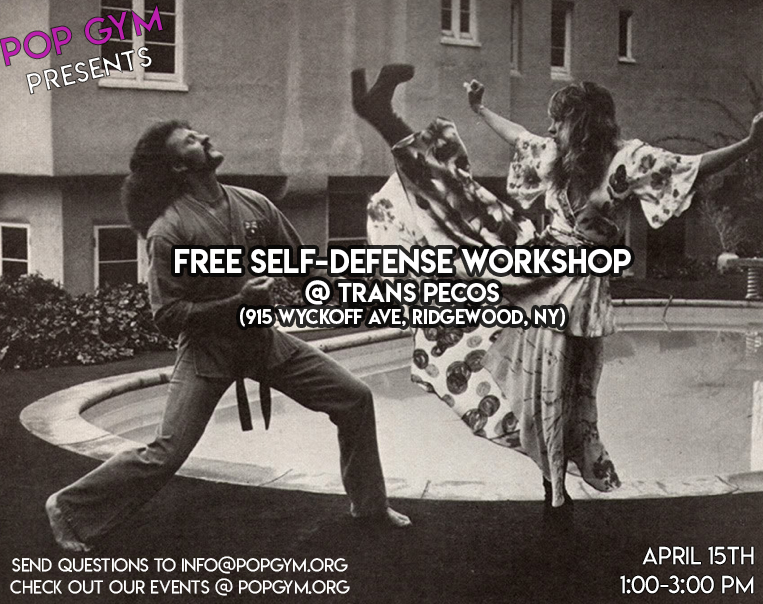 POP GYM
PRESENTS
FREE SELF-DEFENSE WORKSHOP
@ TRANS PECOS
(915 WYCKOFF AVE, RIDGEWOOD, NY)
SEND QUESTIONS TO INFO@POPGYM.ORG
CHECK OUT OUR EVENTS @ POPGYM.ORG
APRIL 15TH
1:00-3:00 PM